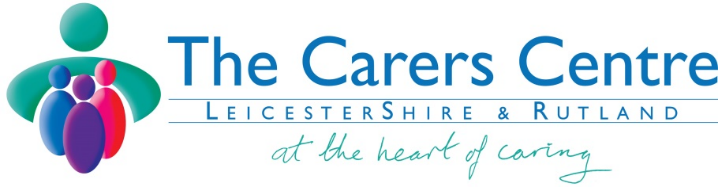 The Carers Centre
LEICESTERSHIRE & RUTLAND
at the heart of caring